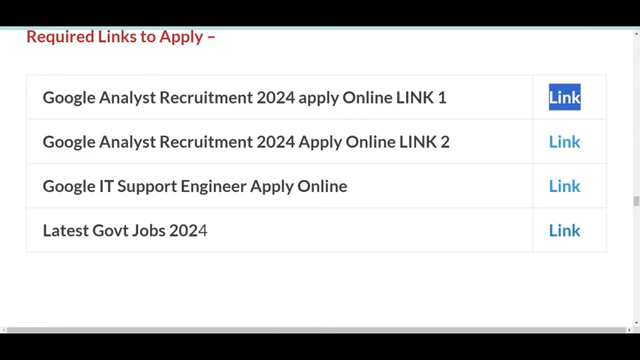 Required Links to Apply –
Google Analyst Recruitment 2024 apply Online LINK 1 Link
Google Analyst Recruitment 2024 Apply Online LINK 2 Link
Google IT Support Engineer Apply Online Link
Latest Govt Jobs 2024 Link